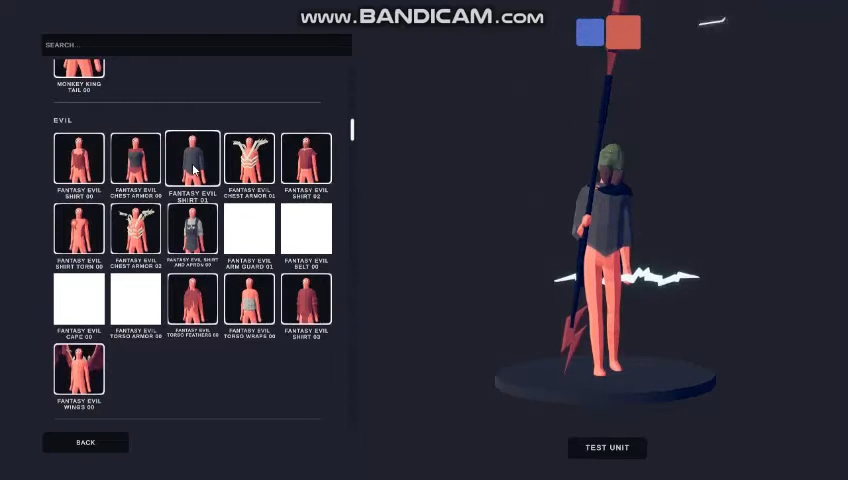 www.BANDICAM.com
SEARCH...
MONKEY KING
TAIL 00
EVIL
FANTASY EVIL
SHIRT 00
FANTASY EVIL
CHEST ARMOR 00
FANTASY EVIL
SHIRT 01
FANTASY EVIL
CHEST ARMOR 01
FANTASY EVIL
SHIRT 02
FANTASY EVIL
SHIRT TORN 00
FANTASY EVIL
CHEST ARMOR 02
FANTASY EVIL SHIRT
AND APRON 00
FANTASY EVIL
ARM GUARD 01
FANTASY EVIL
BELT 00
FANTASY EVIL
CAPE 00
FANTASY EVIL
TORSO ARMOR 00
FANTASY EVIL
TORSO FEATHERS 00
FANTASY EVIL
TORSO WRAPS 00
FANTASY EVIL
SHIRT 03
FANTASY EVIL
WINGS 00
BACK
TEST UNIT